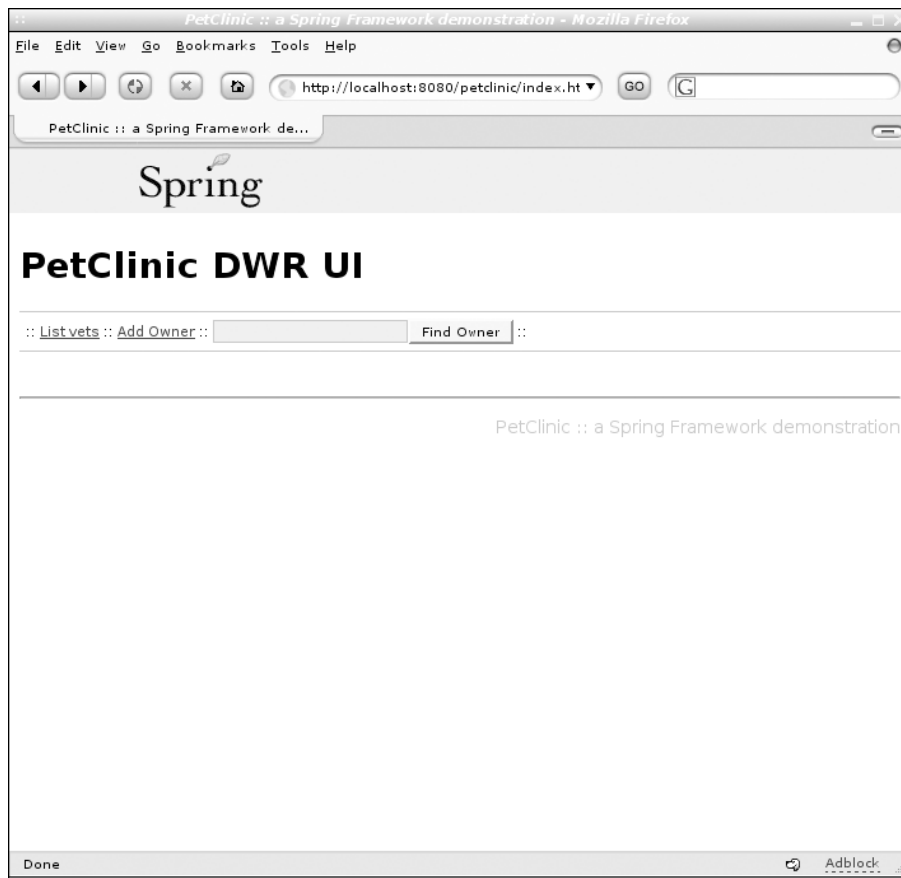 PetClinic :: a Spring Framework demonstration - Mozilla Firefox
File Edit View Go Bookmarks Tools Help
http://localhost:8080/petclinic/index.ht GO G
PetClinic :: a Spring Framework de...
Spring
PetClinic DWR UI
:: List vets :: Add Owner :: Find Owner ::
PetClinic :: a Spring Framework demonstration
Done Adblock